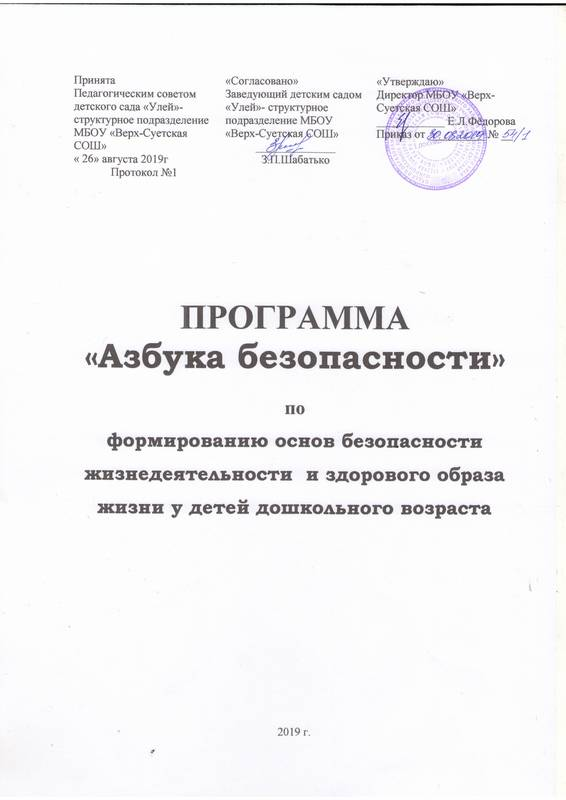 Принята
Педагогическим советом
детского сада «Улей»-
структурное подразделение
МБОУ «Верх-Суетская
СОШ»
« 26» августа 2019г
Протокол №1
«Согласовано»
Заведующий детским садом
«Улей»- структурное
подразделение МБОУ
«Верх-Суетская СОШ»
З.П.Шабатько
«Утверждаю»
Директор МБОУ «Верх-
Суетская СОШ»
Е.Л.Фёдорова
Приказ от 30.08.2019 № 54/1
ПРОГРАММА
«Азбука безопасности»
по
формированию основ безопасности
жизнедеятельности и здорового образа
жизни у детей дошкольного возраста
2019 г.